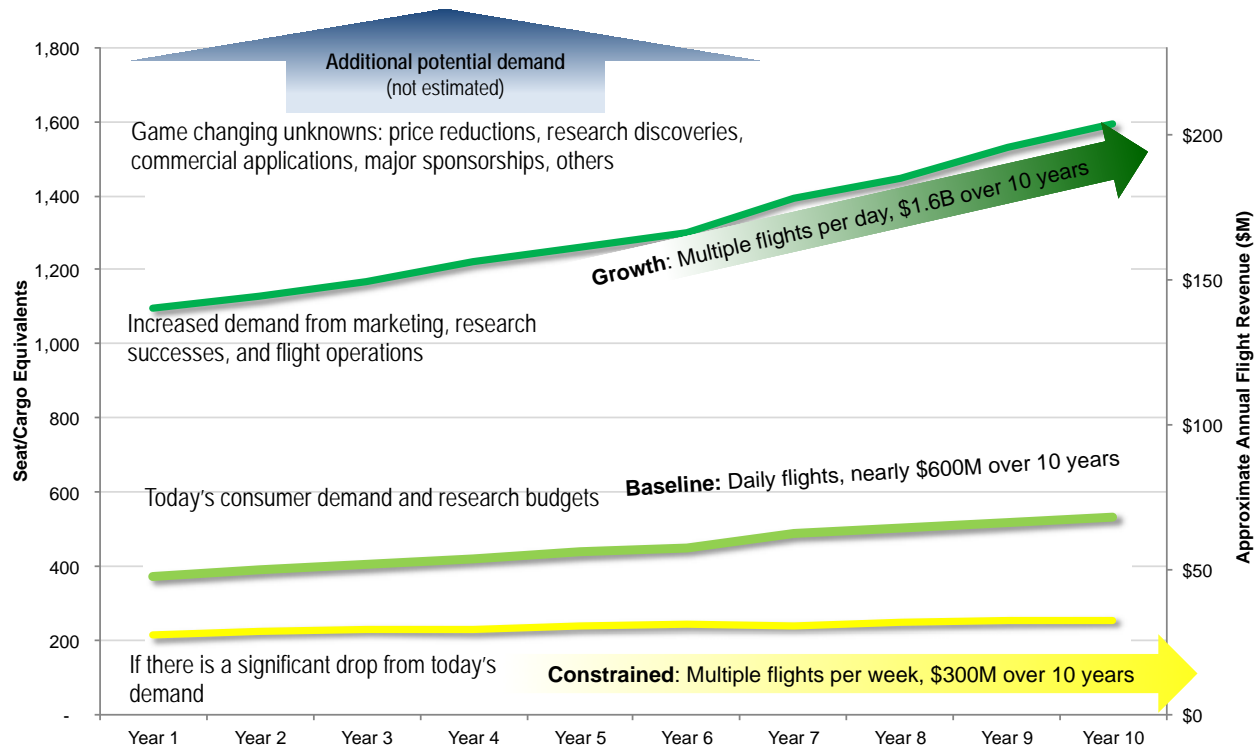 Additional potential demand
(not estimated)
Game changing unknowns: price reductions, research discoveries,
commercial applications, major sponsorships, others
Growth: Multiple flights per day, $1.6B over 10 years
Increased demand from marketing, research
successes, and flight operations
Baseline: Daily flights, nearly $600M over 10 years
Today's consumer demand and research budgets
If there is a significant drop from today's
demand
Constrained: Multiple flights per week, $300M over 10 years
Seat/Cargo Equivalents
1,800
1,600
1,400
1,200
1,000
800
600
400
200
-
Approximate Annual Flight Revenue ($M)
$200
$150
$100
$50
$0
Year 1
Year 2
Year 3
Year 4
Year 5
Year 6
Year 7
Year 8
Year 9
Year 10